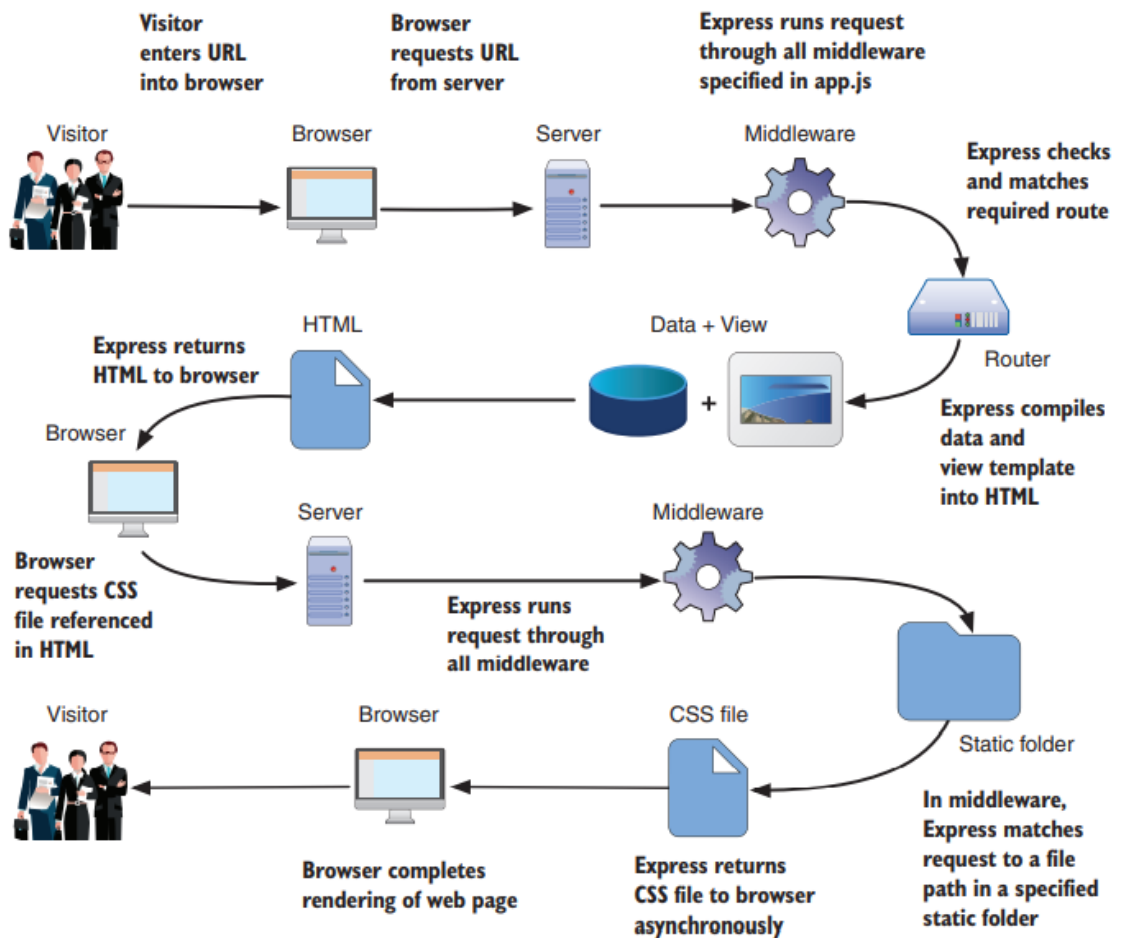 Visitor
enters URL
into browser
Browser
requests URL
from server
Express runs request
through all middleware
specified in app.js
Visitor
Browser
Server
Middleware
Express checks
and matches
required route
HTML
Data + View
Express returns
HTML to browser
+
Router
Browser
Express compiles
data and
view template
into HTML
Server
Middleware
Browser
requests CSS
file referenced
in HTML
Express runs
request through
all middleware
Visitor
Browser
CSS file
Static folder
In middleware,
Express matches
request to a file
path in a specified
static folder
Browser completes
rendering of web page
Express returns
CSS file to browser
asynchronously